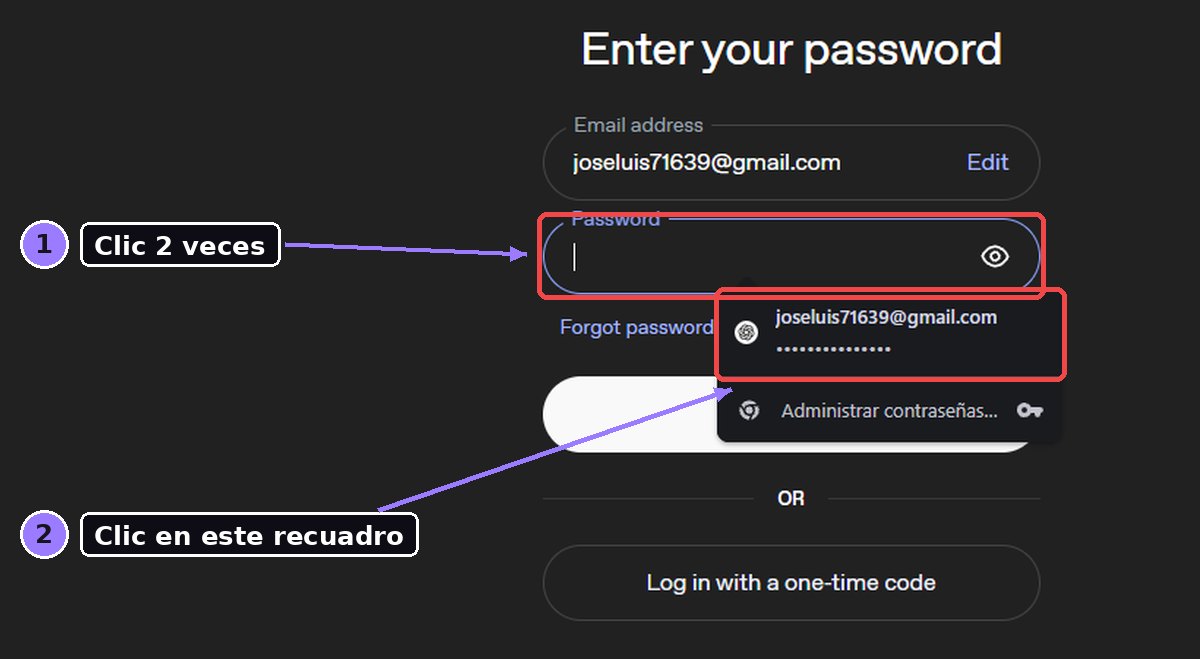 Enter your password
Email address
joseluis71639@gmail.com
Edit
Password
1
Clic 2 veces
joseluis71639@gmail.com
•••••••••••••••
Forgot password
Administrar contraseñas...
OR
2
Clic en este recuadro
Log in with a one-time code